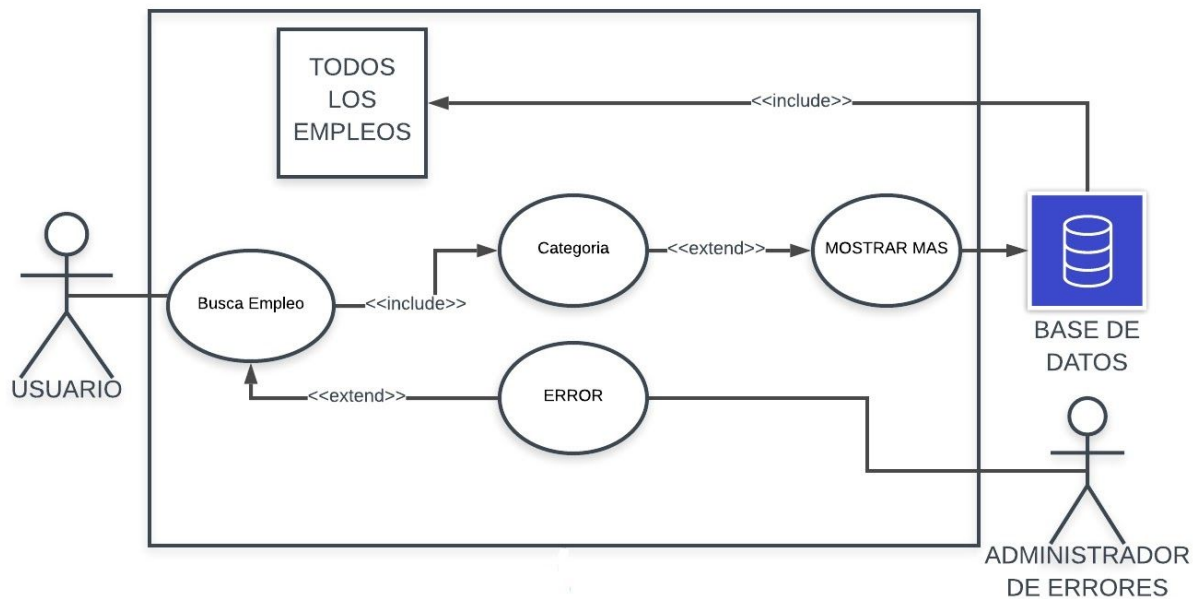 TODOS
LOS
EMPLEOS
<<include>>
Categoria
<<extend>>
MOSTRAR MAS
Busca Empleo
<<include>>
BASE DE
DATOS
USUARIO
<<extend>>
ERROR
ADMINISTRADOR
DE ERRORES